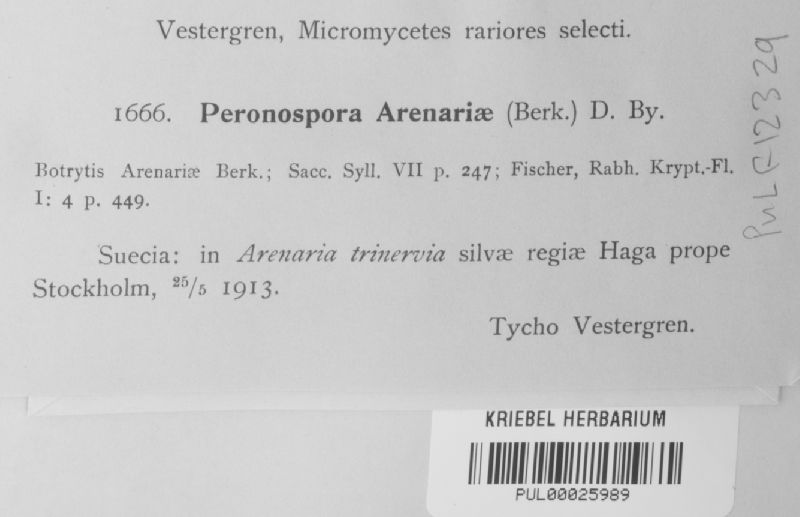 Vestergren, Micromycetes rariores selecti.
1666. Peronospora Arenariæ (Berk.) D. By.
Botrytis Arenariæ Berk.; Sacc. Syll. VII p. 247; Fischer, Rabh. Krypt.-Fl.
I: 4 p. 449.
Suecia: in Arenaria trinervia silvæ regiæ Haga prope
Stockholm, 25/5 1913.
Tycho Vestergren.
PUL F-12329
KRIEBEL HERBARIUM
PUL00025989